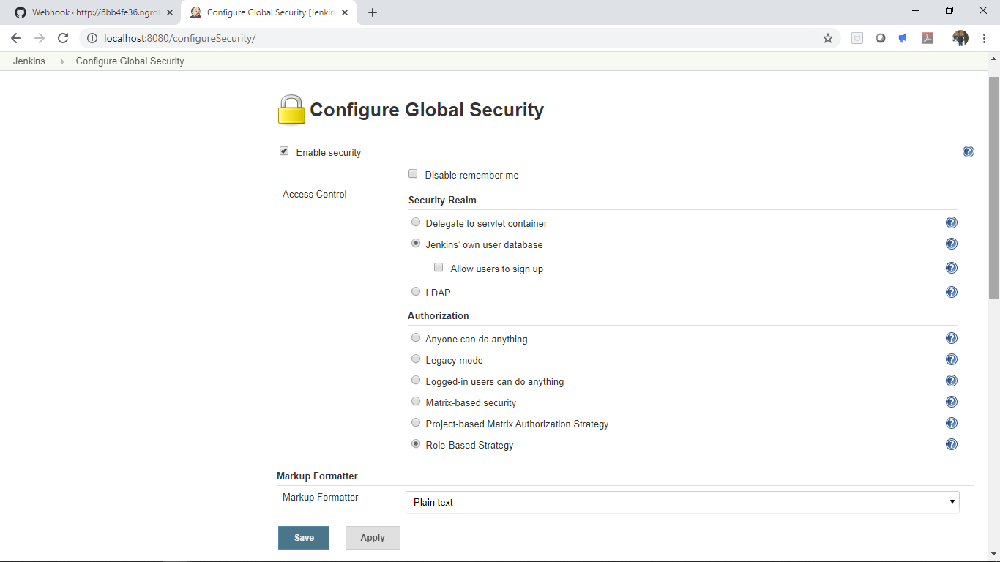 Webhook · http://6bb4fe36.ngro
Configure Global Security [Jenkin
localhost:8080/configureSecurity/
Jenkins
Configure Global Security
Configure Global Security
Enable security
Disable remember me
Access Control
Security Realm
Delegate to servlet container
Jenkins' own user database
Allow users to sign up
LDAP
Authorization
Anyone can do anything
Legacy mode
Logged-in users can do anything
Matrix-based security
Project-based Matrix Authorization Strategy
Role-Based Strategy
Markup Formatter
Markup Formatter
Plain text
Save
Apply